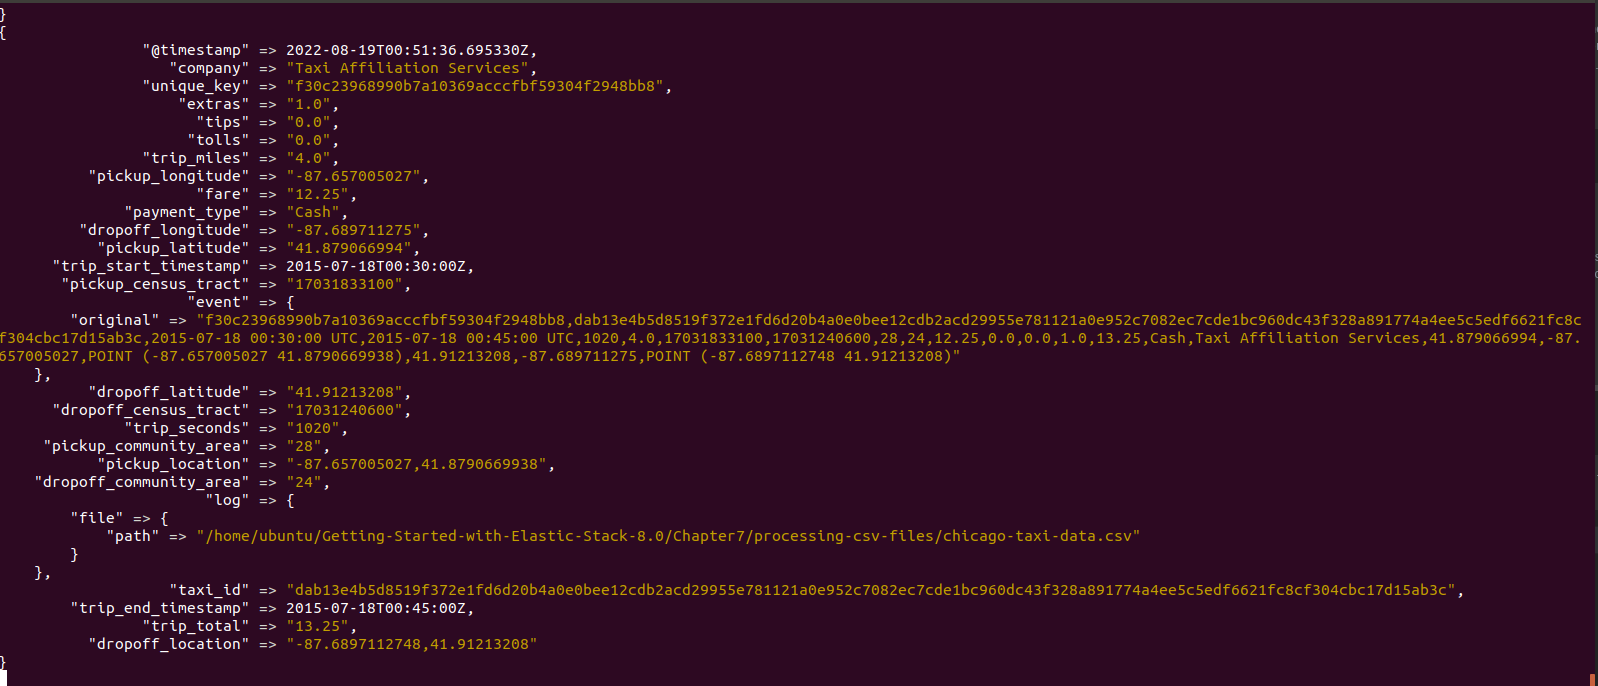 }
{
"@timestamp" => 2022-08-19T00:51:36.695330Z,
"company" => "Taxi Affiliation Services",
"unique_key" => "f30c23968990b7a10369acccfbf59304f2948bb8",
"extras" => "1.0",
"tips" => "0.0",
"tolls" => "0.0",
"trip_miles" => "4.0",
"pickup_longitude" => "-87.657005027",
"fare" => "12.25",
"payment_type" => "Cash",
"dropoff_longitude" => "-87.689711275",
"pickup_latitude" => "41.879066994",
"trip_start_timestamp" => 2015-07-18T00:30:00Z,
"pickup_census_tract" => "17031833100",
"event" => {
"original" => "f30c23968990b7a10369acccfbf59304f2948bb8,dab13e4b5d8519f372e1fd6d20b4a0e0bee12cdb2acd29955e781121a0e952c7082ec7cde1bc960dc43f328a891774a4ee5c5edf6621fc8c
f304cbc17d15ab3c,2015-07-18 00:30:00 UTC,2015-07-18 00:45:00 UTC,1020,4.0,17031833100,17031240600,28,24,12.25,0.0,0.0,1.0,13.25,Cash,Taxi Affiliation Services,41.879066994,-87.
657005027,POINT (-87.657005027 41.8790669938),41.91213208,-87.689711275,POINT (-87.6897112748 41.91213208)"
},
"dropoff_latitude" => "41.91213208",
"dropoff_census_tract" => "17031240600",
"trip_seconds" => "1020",
"pickup_community_area" => "28",
"pickup_location" => "-87.657005027,41.8790669938",
"dropoff_community_area" => "24",
"log" => {
"file" => {
"path" => "/home/ubuntu/Getting-Started-with-Elastic-Stack-8.0/Chapter7/processing-csv-files/chicago-taxi-data.csv"
}
},
"taxi_id" => "dab13e4b5d8519f372e1fd6d20b4a0e0bee12cdb2acd29955e781121a0e952c7082ec7cde1bc960dc43f328a891774a4ee5c5edf6621fc8cf304cbc17d15ab3c",
"trip_end_timestamp" => 2015-07-18T00:45:00Z,
"trip_total" => "13.25",
"dropoff_location" => "-87.6897112748,41.91213208"
}